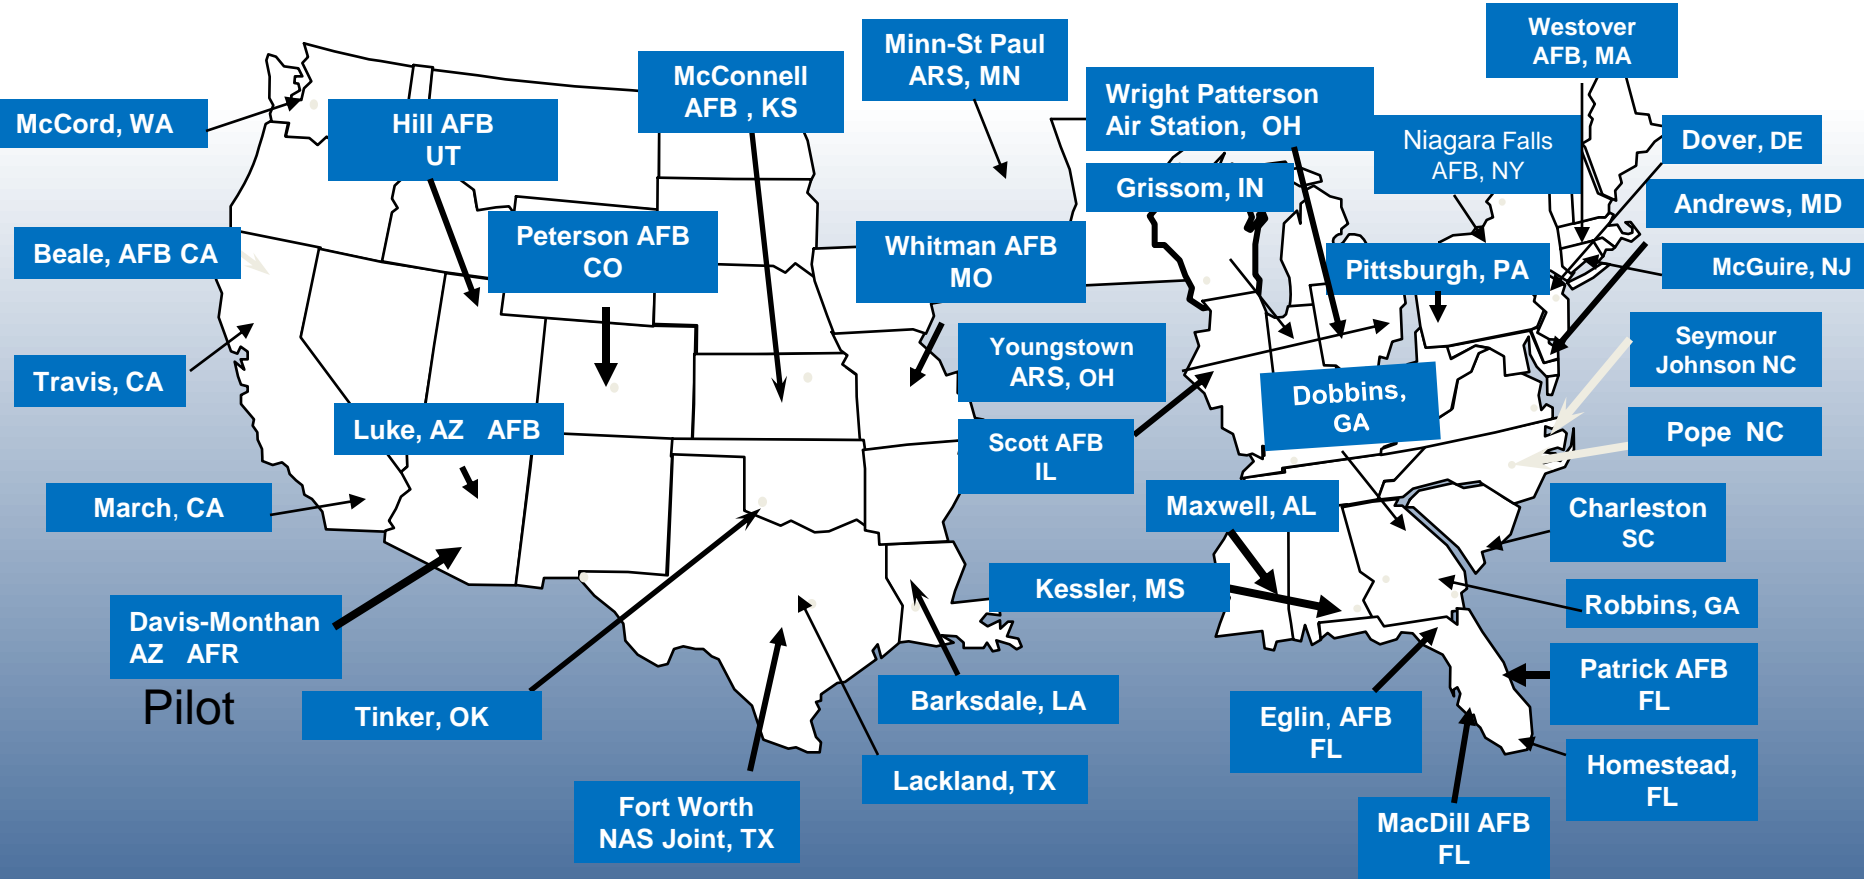 Westover
AFB, MA
Minn-St Paul
ARS, MN
McConnell
AFB , KS
Wright Patterson
Air Station, OH
McCord, WA
Hill AFB
UT
Niagara Falls
AFB, NY
Dover, DE
Grissom, IN
Andrews, MD
Beale, AFB CA
Peterson AFB
CO
Whitman AFB
MO
Pittsburgh, PA
McGuire, NJ
Youngstown
ARS, OH
Seymour
Johnson NC
Travis, CA
Dobbins,
GA
Luke, AZ AFB
Scott AFB
IL
Pope NC
March, CA
Maxwell, AL
Charleston
SC
Kessler, MS
Robbins, GA
Davis-Monthan
AZ AFR
Pilot
Tinker, OK
Barksdale, LA
Eglin, AFB
FL
Patrick AFB
FL
Lackland, TX
Homestead,
FL
Fort Worth
NAS Joint, TX
MacDill AFB
FL